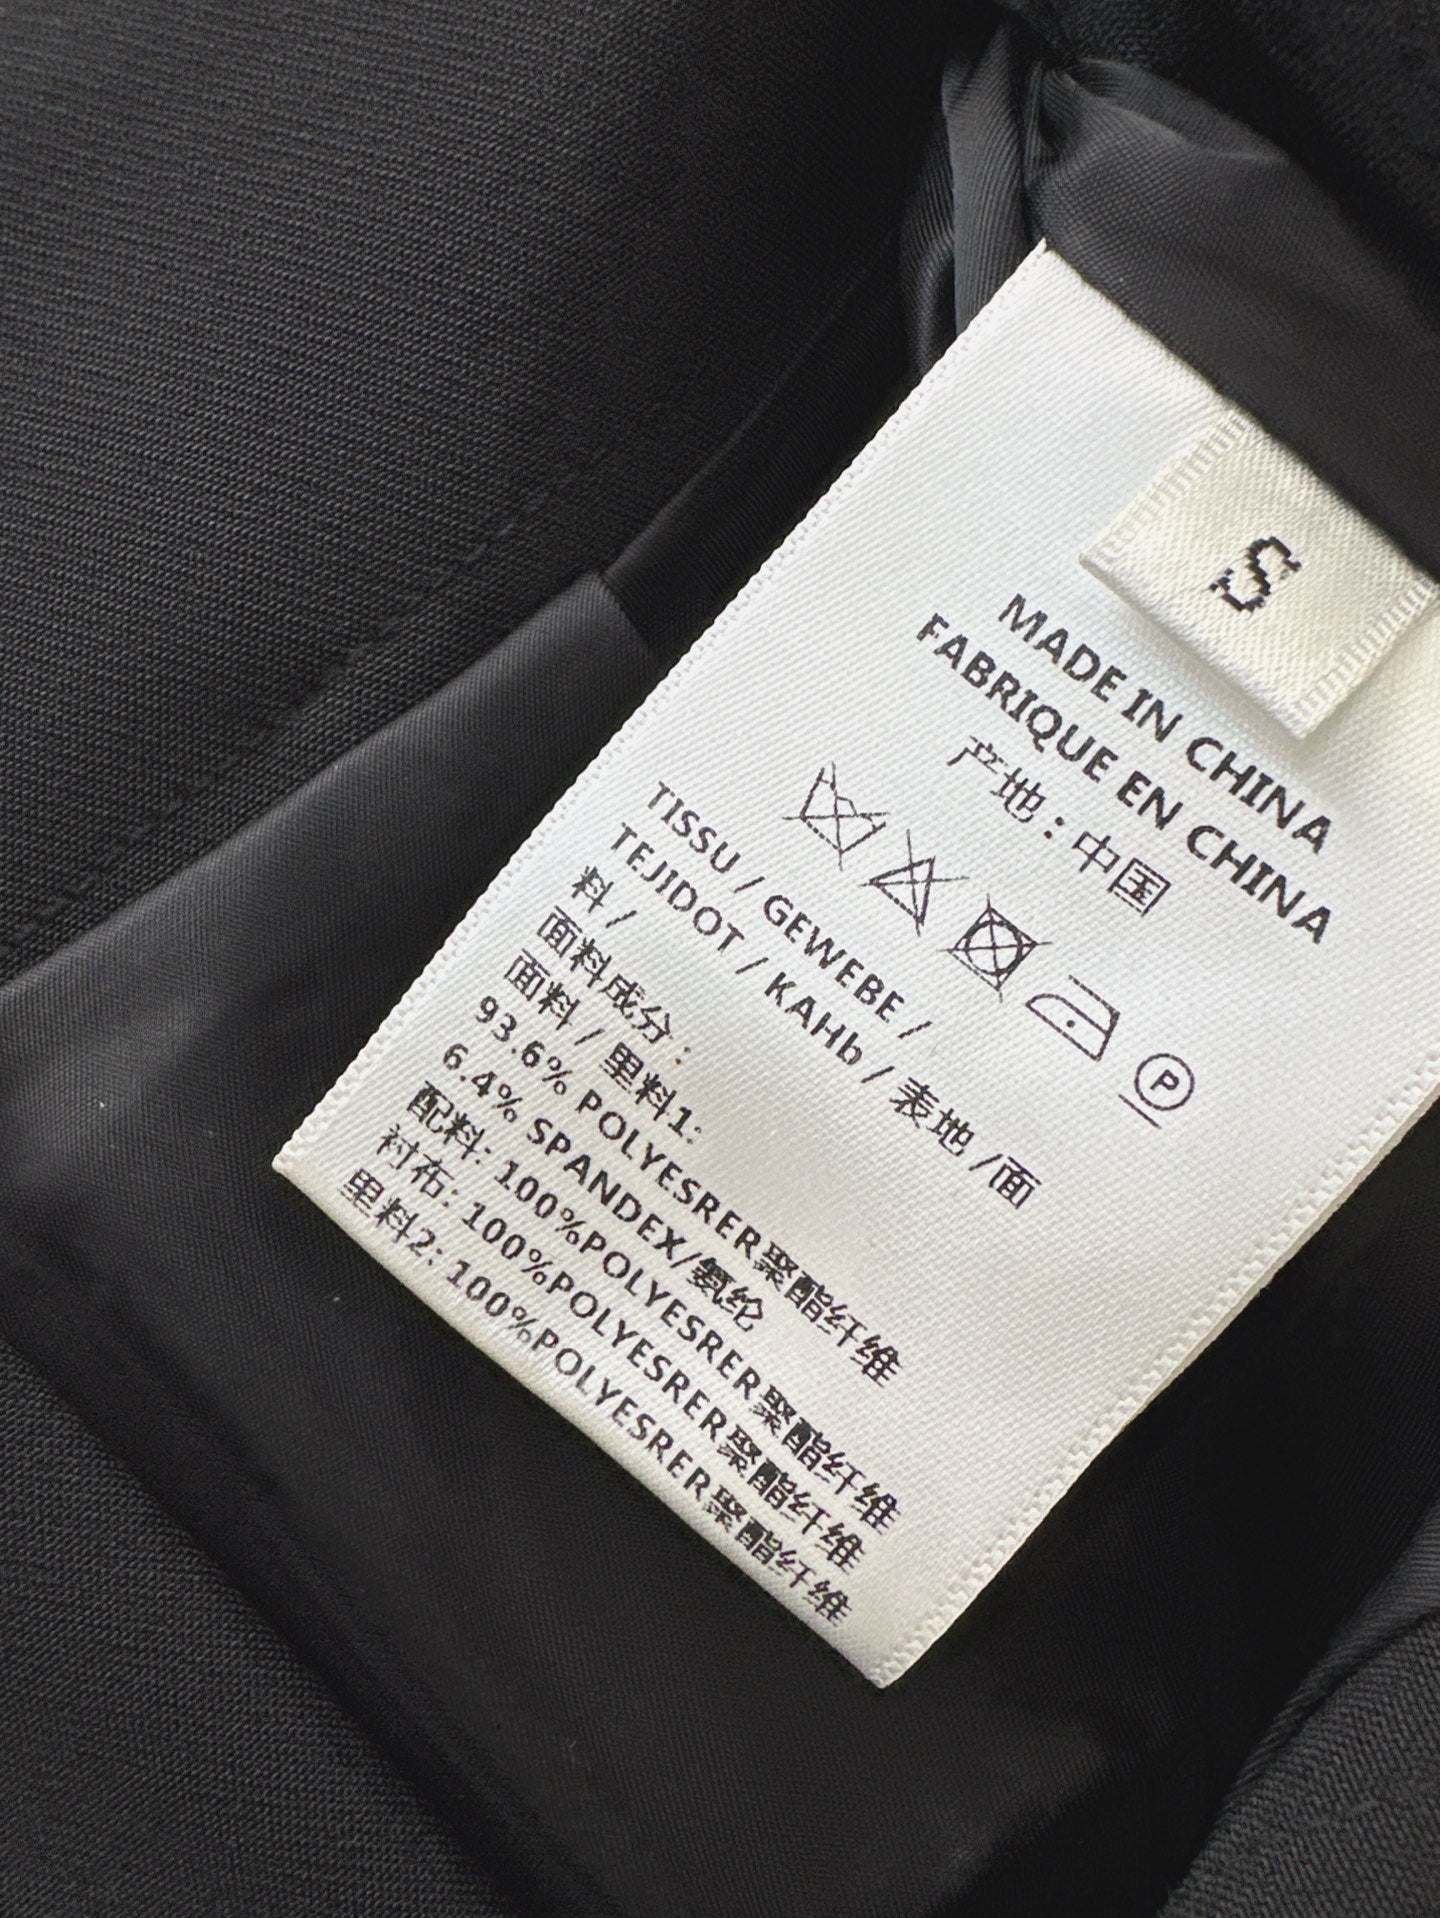 S
MADE IN CHINA
FABRIQUE EN CHINA
产地：中国
P
TISSU / GEWEBE /
TEJIDOT / KAHb / 表地 /面
料 /
面料成分：
面料 / 里料1:
93.6% POLYESRER聚酯纤维
6.4% SPANDEX/氨纶
配料: 100%POLYESRER聚酯纤维
衬布: 100%POLYESRER聚酯纤维
里料2: 100%POLYESRER聚酯纤维